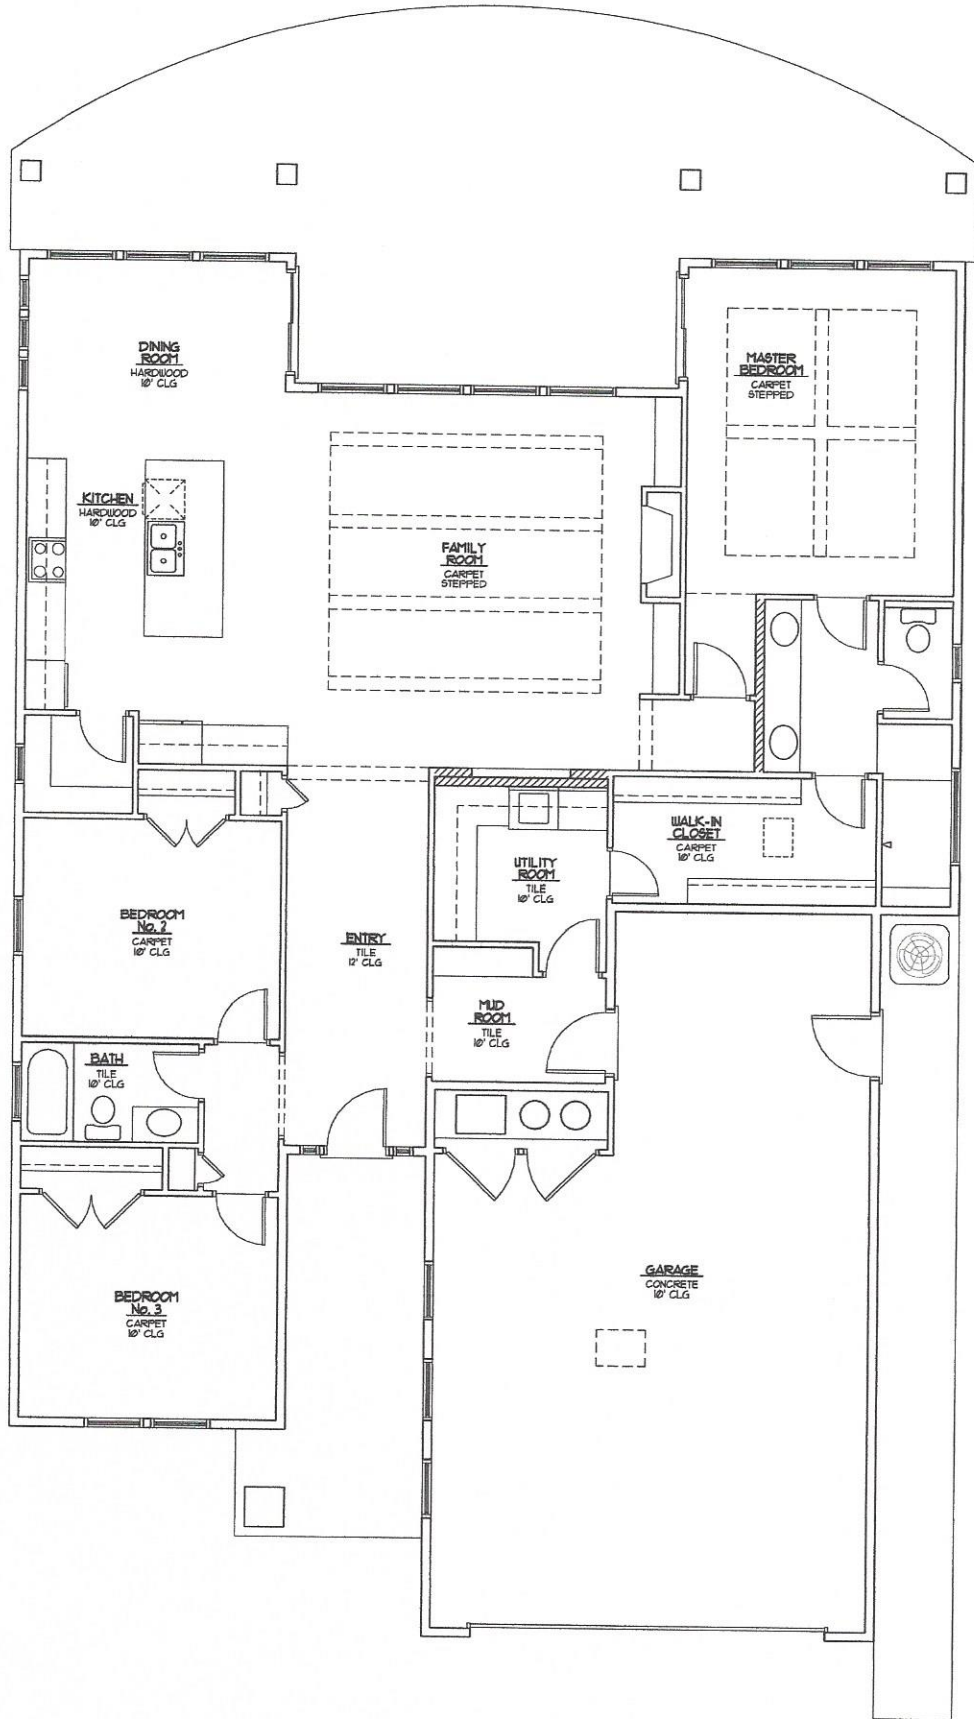 DINING
ROOM
HARDWOOD
10' CLG
MASTER
BEDROOM
CARPET
STEPPED
KITCHEN
HARDWOOD
10' CLG
FAMILY
ROOM
CARPET
STEPPED
WALK-IN
CLOSET
CARPET
10' CLG
UTILITY
ROOM
TILE
10' CLG
BEDROOM
No. 2
CARPET
10' CLG
ENTRY
TILE
12' CLG
MUD
ROOM
TILE
10' CLG
BATH
TILE
10' CLG
GARAGE
CONCRETE
10' CLG
BEDROOM
No. 3
CARPET
10' CLG